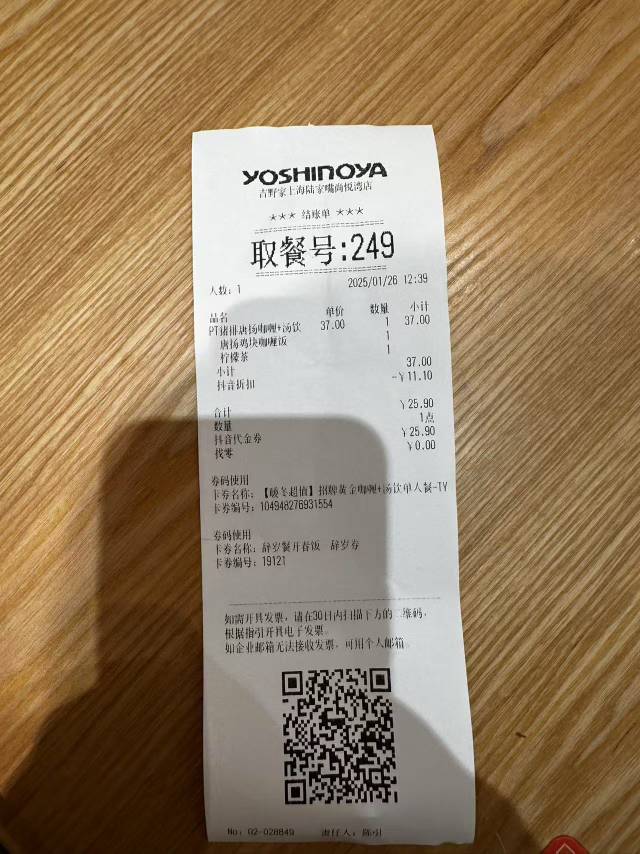 YOSHINOYA
吉野家上海陆家嘴尚悦湾店
★★★ 结账单 ★★★
取餐号:249
人数: 1 2025/01/26 12:39
品名 单价 数量 小计
PT猪排唐扬咖喱+汤饮 37.00 1 37.00
唐扬鸡块咖喱饭 1
柠檬茶 1
小计 37.00
抖音折扣 -¥11.10
合计 ¥25.90
数量 1点
抖音代金券 ¥25.90
找零 ¥0.00
券码使用
卡券名称: 【暖冬超值】招牌黄金咖喱+汤饮单人餐-TY
卡券编号: 104948276931554
券码使用
卡券名称: 辞岁餐开春饭 辞岁券
卡券编号: 19121
如需开具发票, 请在30日内扫描下方的二维码,
根据指引开具电子发票。
如企业邮箱无法接收发票, 可用个人邮箱。
No: 02-028849 责任人: 陈引